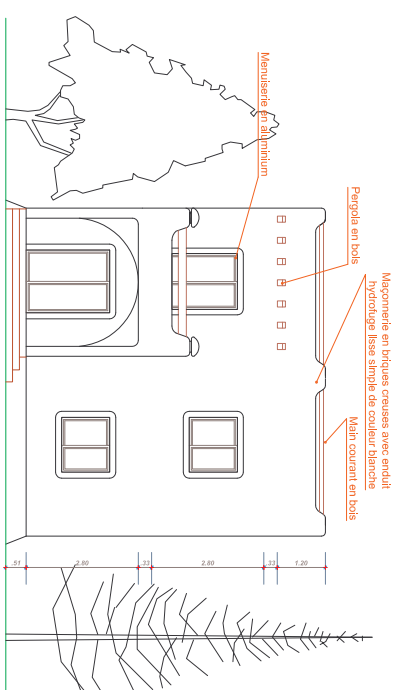 Maçonnerie en briques creuses avec enduit
hydrofuge lisse simple de couleur blanche
Pergola en bois
Main courant en bois
Menuiserie en aluminium
.51
2.80
.33
2.80
.33
1.20